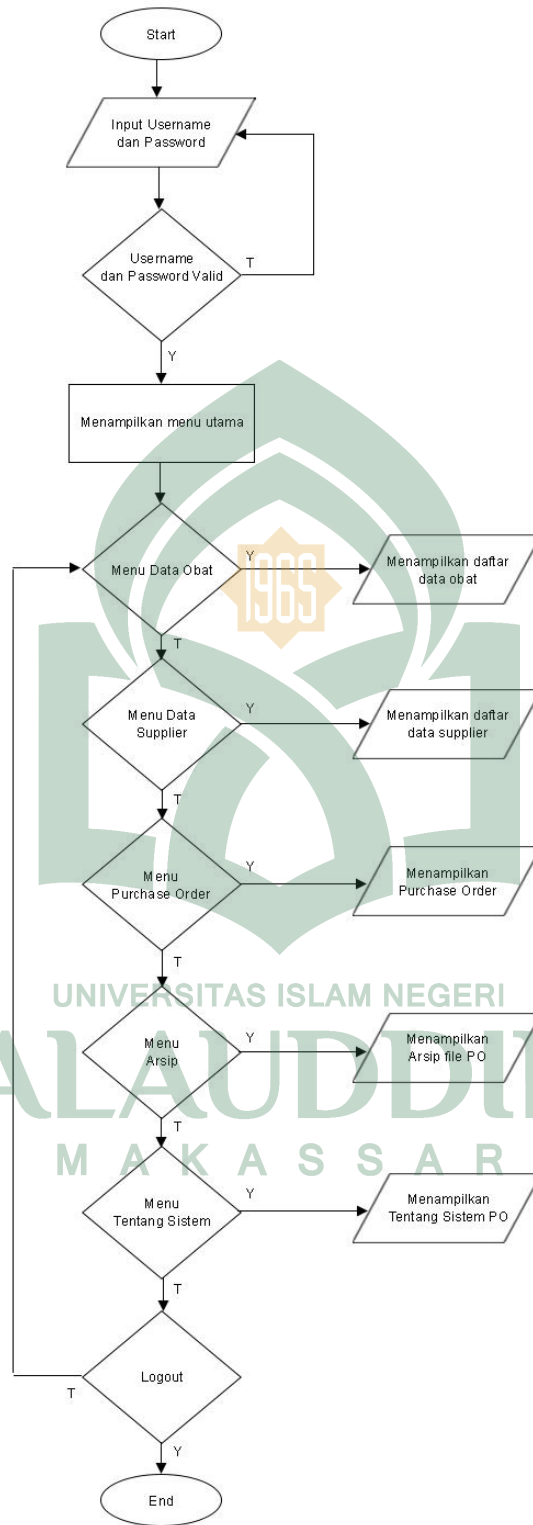 Start
Input Username
dan Password
Username
dan Password Valid
T
Y
Menampilkan menu utama
Menu Data Obat
Y
Menampilkan daftar
data obat
1965
T
Menu Data
Supplier
Y
Menampilkan daftar
data supplier
T
Menu
Purchase Order
Y
Menampilkan
Purchase Order
T
UNIVERSITAS ISLAM NEGERI
Menu
Arsip
Y
Menampilkan
Arsip file PO
ALAUDDIN
T
MAKASSAR
Menu
Tentang Sistem
Y
Menampilkan
Tentang Sistem PO
T
Logout
T
Y
End